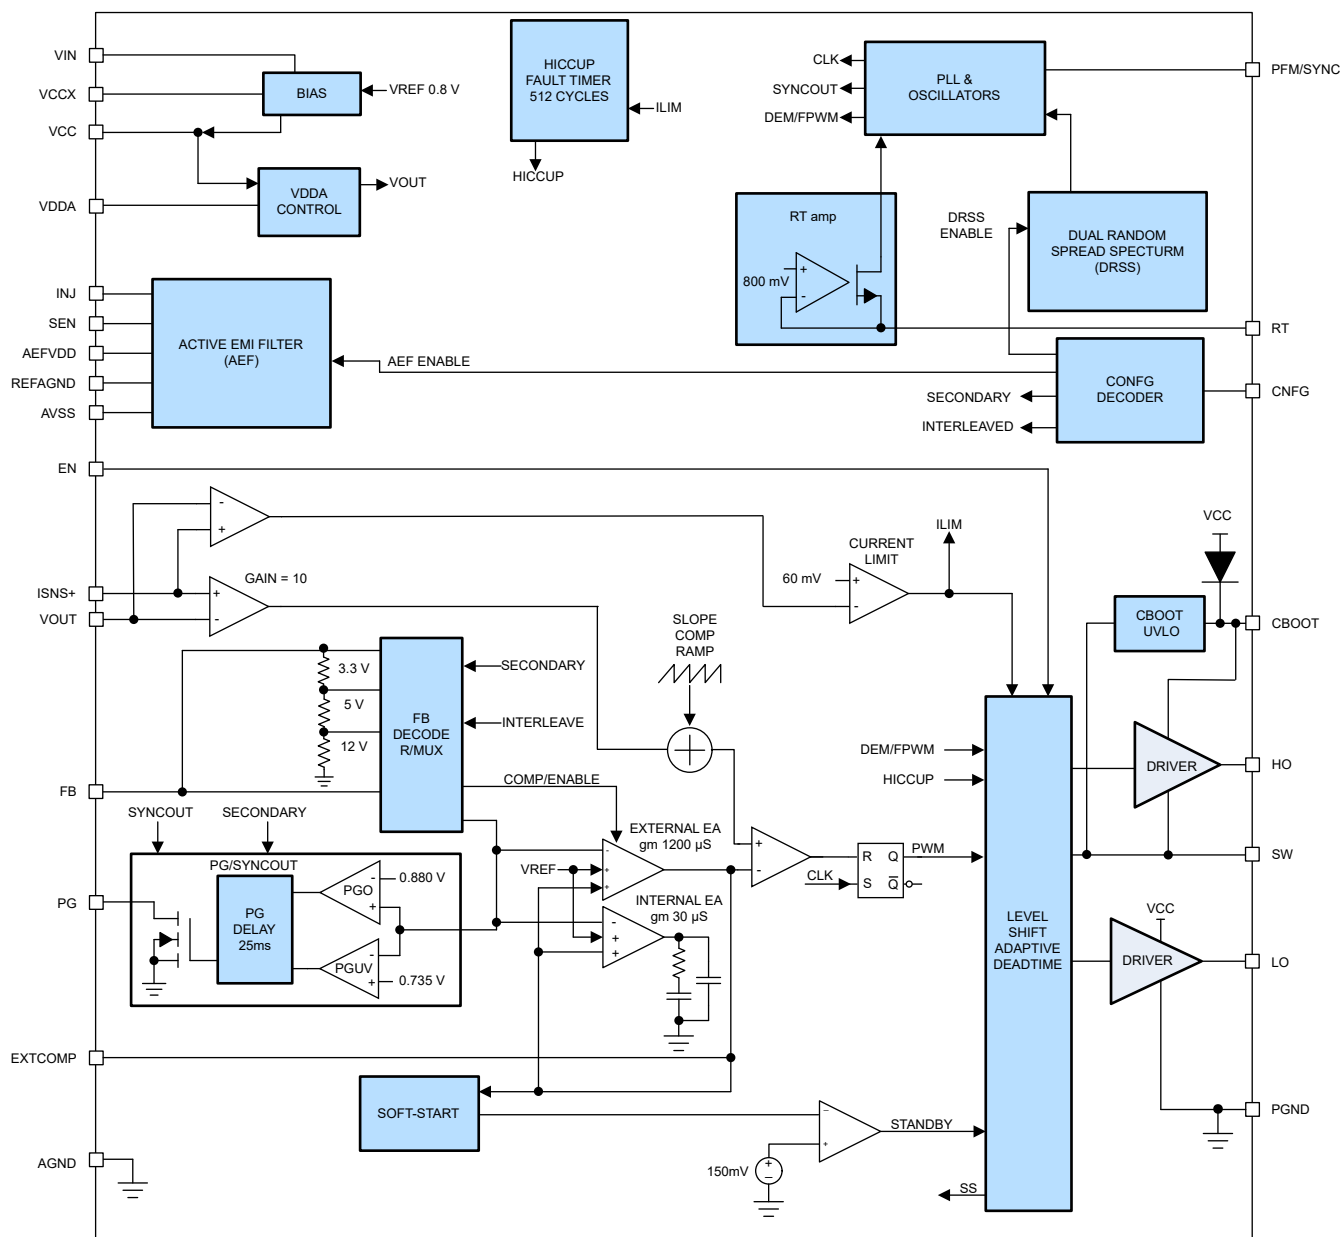 VIN
VCCX
VCC
VDDA
BIAS
VREF 0.8 V
VDDA
CONTROL
VOUT
HICCUP
FAULT TIMER
512 CYCLES
ILIM
HICCUP
CLK
SYNCOUT
DEM/FPWM
PLL &
OSCILLATORS
PFM/SYNC
RT amp
+
-
800 mV
DRSS
ENABLE
DUAL RANDOM
SPREAD SPECTURM
(DRSS)
RT
INJ
SEN
AEFVDD
REFAGND
AVSS
ACTIVE EMI FILTER
(AEF)
AEF ENABLE
SECONDARY
INTERLEAVED
CONFG
DECODER
CNFG
EN
-
+
ISNS+
VOUT
+
-
GAIN = 10
CURRENT
LIMIT
60 mV
+
-
ILIM
VCC
CBOOT
UVLO
CBOOT
SLOPE
COMP
RAMP
3.3 V
5 V
12 V
FB
DECODE
R/MUX
SECONDARY
INTERLEAVE
COMP/ENABLE
FB
SYNCOUT
SECONDARY
PG/SYNCOUT
PG
PG
DELAY
25ms
PGO
-
+
0.880 V
PGUV
-
+
0.735 V
EXTERNAL EA
gm 1200 µS
VREF
-
+
+
INTERNAL EA
gm 30 µS
-
+
+
+
-
CLK
R
Q
S
Q̅
PWM
DEM/FPWM
HICCUP
LEVEL
SHIFT
ADAPTIVE
DEADTIME
DRIVER
HO
SW
VCC
DRIVER
LO
PGND
EXTCOMP
SOFT-START
−
+
150mV
+
−
STANDBY
SS
AGND